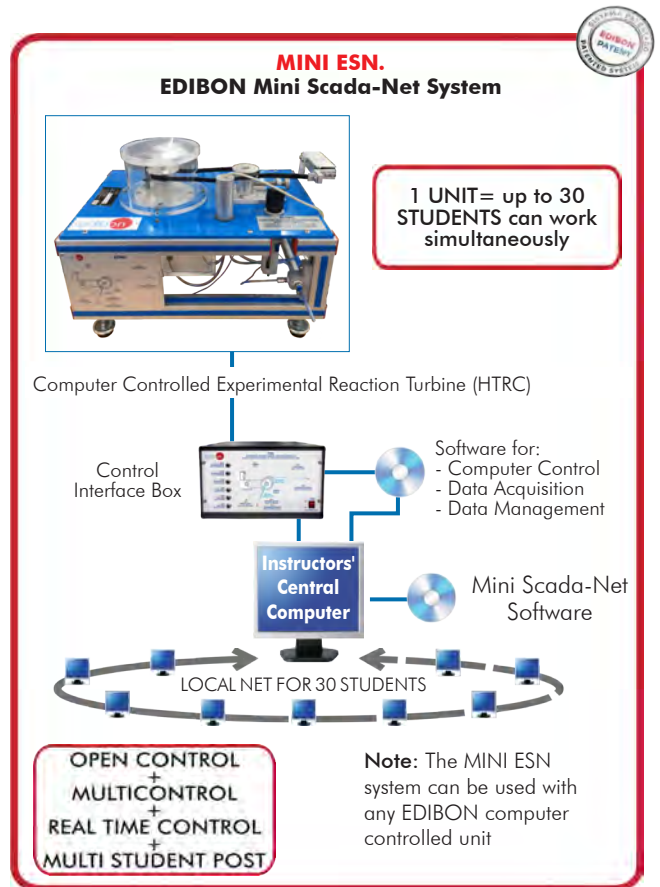 EDIBON
PATENT
MINI ESN.
EDIBON Mini Scada-Net System
1 UNIT= up to 30
STUDENTS can work
simultaneously
Computer Controlled Experimental Reaction Turbine (HTRC)
Control
Interface Box
Software for:
- Computer Control
- Data Acquisition
- Data Management
Instructors'
Central
Computer
Mini Scada-Net
Software
LOCAL NET FOR 30 STUDENTS
OPEN CONTROL
+
MULTICONTROL
+
REAL TIME CONTROL
+
MULTI STUDENT POST
Note: The MINI ESN
system can be used with
any EDIBON computer
controlled unit